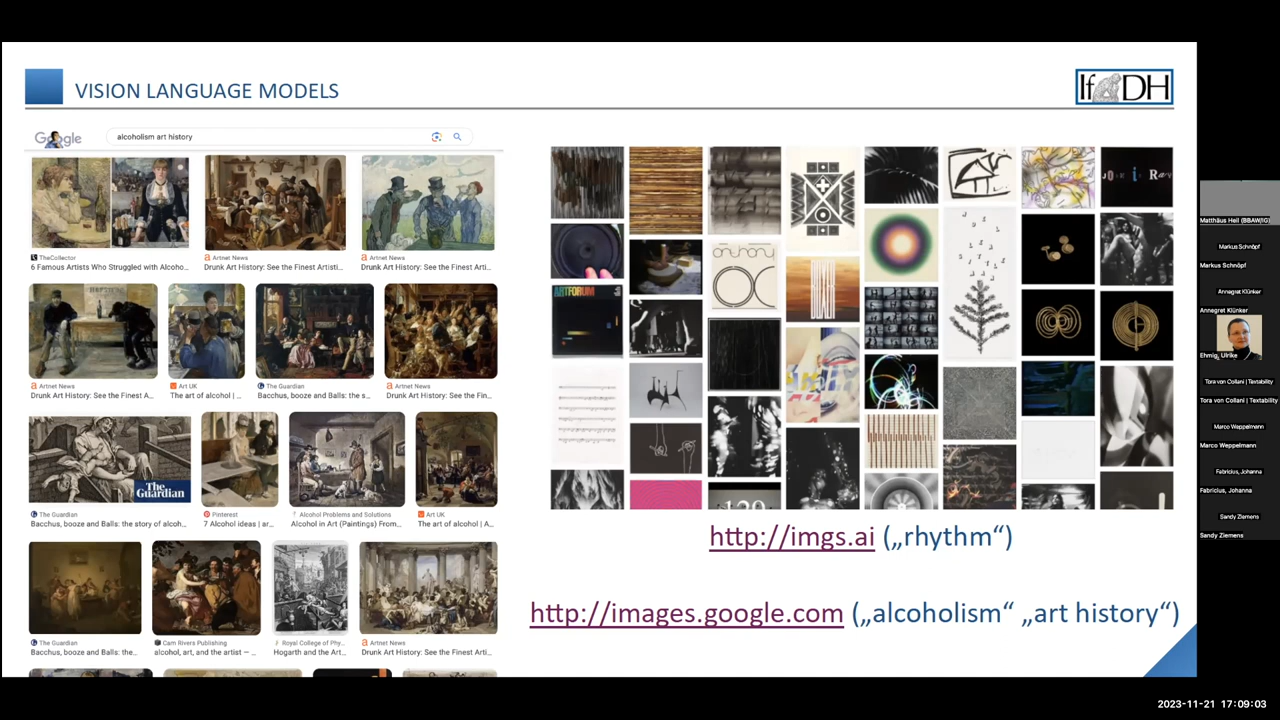 VISION LANGUAGE MODELS
IfDH
Google
alcoholism art history
TheCollector
6 Famous Artists Who Struggled with Alcoho...
Artnet News
Drunk Art History: See the Finest Artisti...
Artnet News
Drunk Art History: See the Finest Arti...
Artnet News
Drunk Art History: See the Finest A...
Art UK
The art of alcohol | ...
The Guardian
Bacchus, booze and Balls: the s...
Artnet News
Drunk Art History: See the Fin...
The Guardian
The Guardian
Bacchus, booze and Balls: the story of alcoh...
Pinterest
7 Alcohol ideas | ar...
Alcohol Problems and Solutions
Alcohol in Art (Paintings) From...
Art UK
The art of alcohol | A...
The Guardian
Bacchus, booze and Balls: the...
Cam Rivers Publishing
alcohol, art, and the artist — ...
Royal College of Phy...
Hogarth and the Art...
Artnet News
Drunk Art History: See the Finest Arti...
ARTFORUM
http://imgs.ai („rhythm“)
http://images.google.com („alcoholism“ „art history“)
Matthäus Heil (BBAW/IG)
Markus Schnöpf
Markus Schnöpf
Annegret Klünker
Annegret Klünker
Ehmig, Ulrike
Tora von Collani | Textability
Tora von Collani | Textability
Marco Weppelmann
Marco Weppelmann
Fabricius, Johanna
Fabricius, Johanna
Sandy Ziemens
Sandy Ziemens
2023-11-21 17:09:03